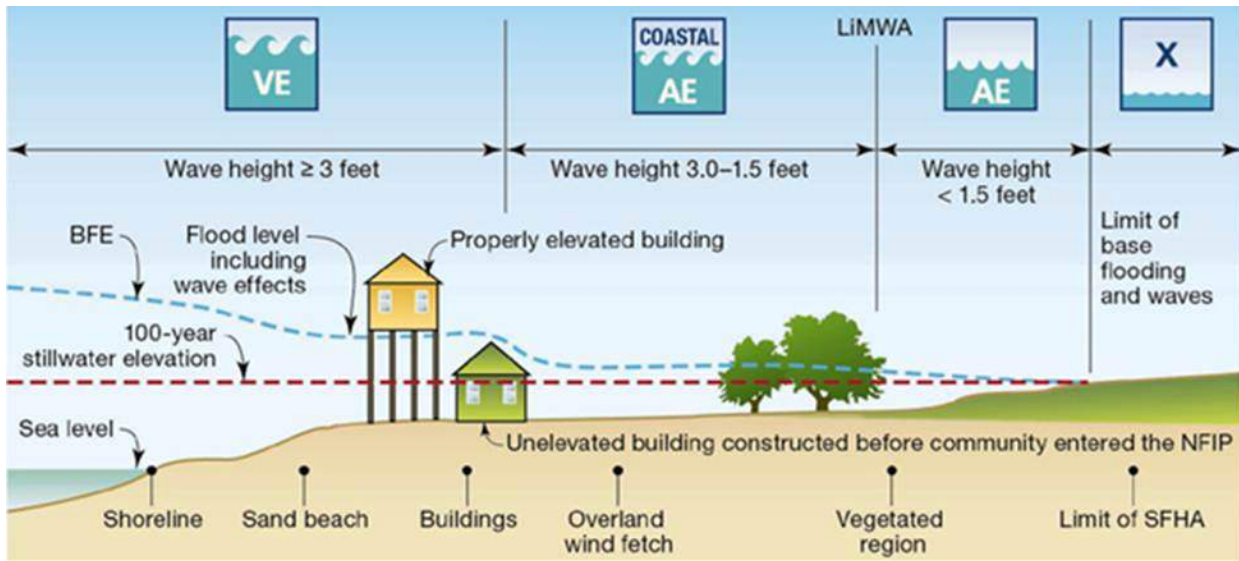 VE
COASTAL
AE
LiMWA
AE
X
Wave height ≥ 3 feet
Wave height 3.0–1.5 feet
Wave height
< 1.5 feet
BFE
Flood level
including
wave effects
Properly elevated building
Limit of
base
flooding
and waves
100-year
stillwater elevation
Sea level
Unelevated building constructed before community entered the NFIP
Shoreline
Sand beach
Buildings
Overland
wind fetch
Vegetated
region
Limit of SFHA